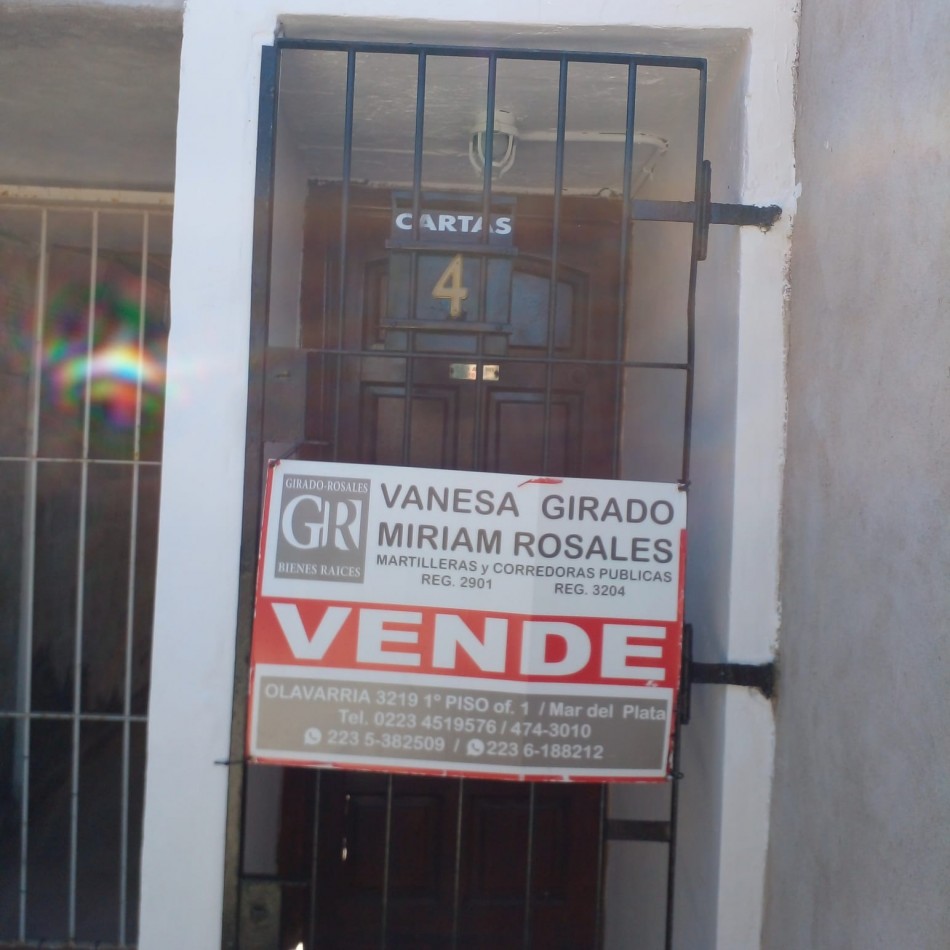 CARTAS
4
GIRADO-ROSALES
GR
BIENES RAICES
VANESA GIRADO
MIRIAM ROSALES
MARTILLERAS y CORREDORAS PUBLICAS
REG. 2901 REG. 3204
VENDE
OLAVARRIA 3219 1º PISO of. 1 / Mar del Plata
Tel. 0223 4519576 / 474-3010
223 5-382509 / 223 6-188212